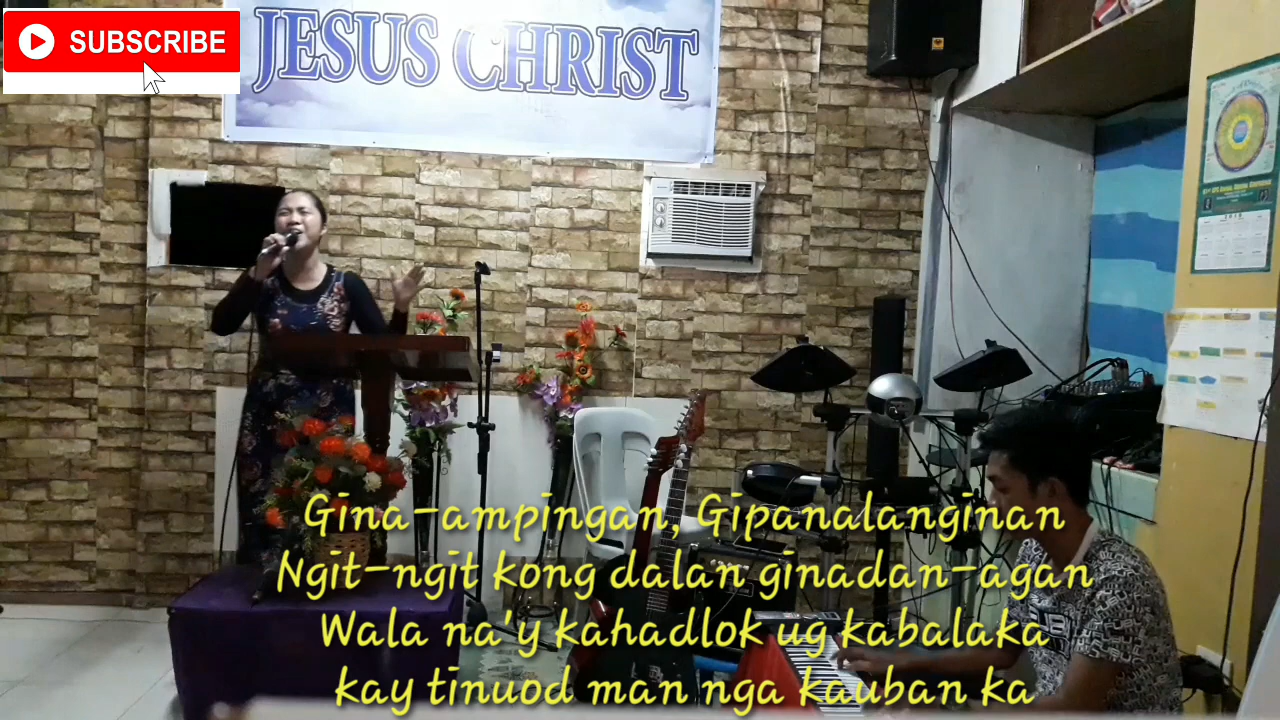 SUBSCRIBE
JESUS CHRIST
Gina-ampingan, Gipanalanginan
Ngit-ngit kong dalan ginadan-agan
Wala na'y kahadlok ug kabalaka
kay tinuod man nga kauban ka